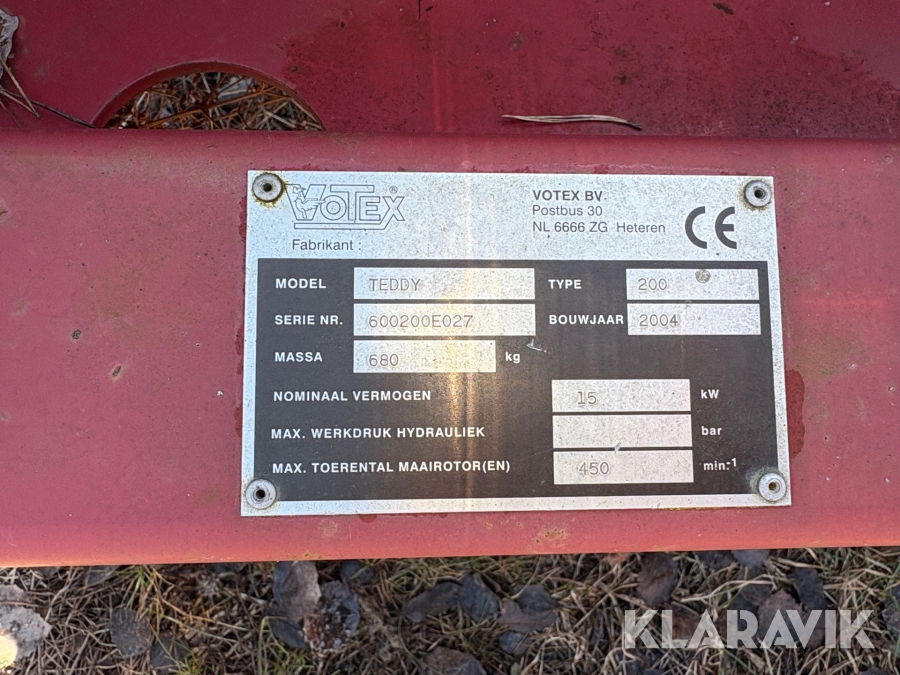 VOTEX ®
Fabrikant :
VOTEX BV.
Postbus 30
NL 6666 ZG Heteren
CE
MODEL TEDDY TYPE 200
SERIE NR. 600200E027 BOUWJAAR 2004
MASSA 680 kg
NOMINAAL VERMOGEN 15 kW
MAX. WERKDRUK HYDRAULIEK bar
MAX. TOERENTAL MAAIROTOR(EN) 450 min.-1
KLARAVIK